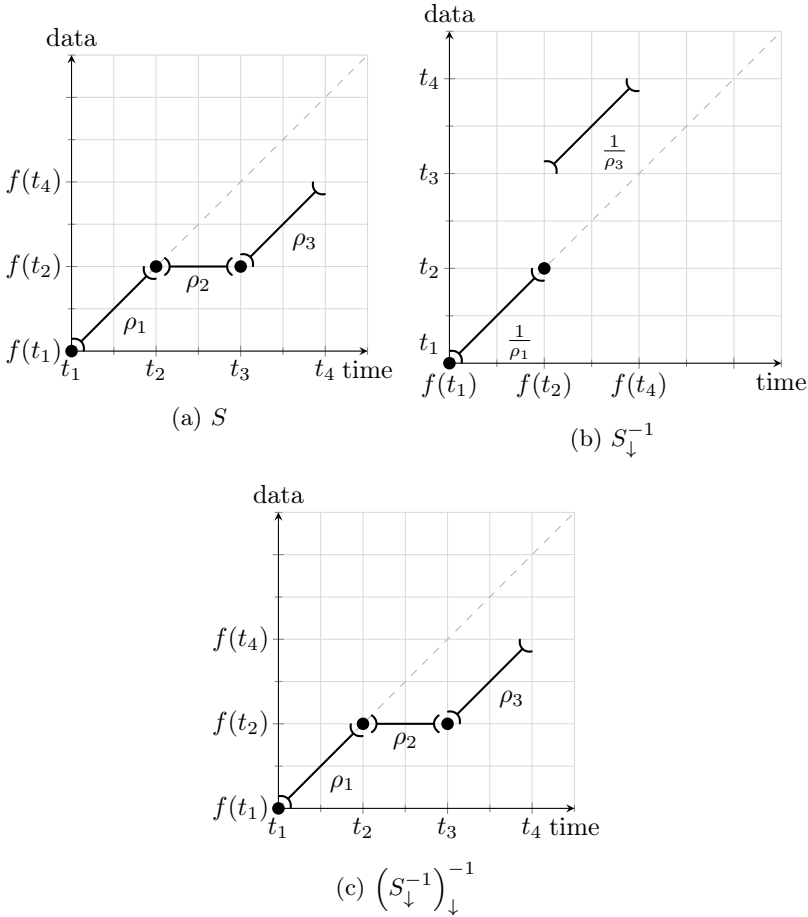 data
f(t₄)
f(t₂)
f(t₁)
ρ₁
ρ₂
ρ₃
t₁ t₂ t₃ t₄ time
(a) S
data
t₄
t₃
t₂
t₁
1/ρ₁
1/ρ₃
f(t₁) f(t₂) f(t₄) time
(b) S↓⁻¹
data
f(t₄)
f(t₂)
f(t₁)
ρ₁
ρ₂
ρ₃
t₁ t₂ t₃ t₄ time
(c) (S↓⁻¹)↓⁻¹